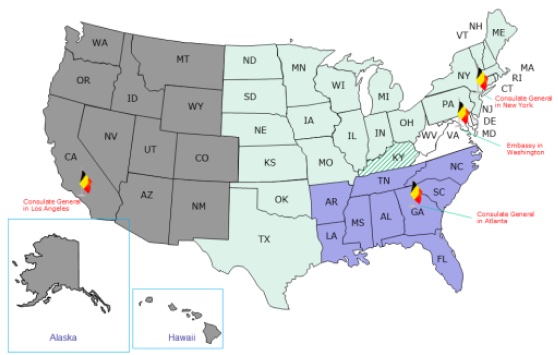 NH
VT
ME
WA
MT
ND
MN
MA
OR
ID
SD
WI
MI
NY
RI
CT
Consulate General
in New York
WY
IA
PA
NJ
NE
OH
DE
NV
UT
CO
IL
IN
WV
VA
MD
Embassy in
Washington
CA
KS
MO
KY
Consulate General
in Los Angeles
AZ
NM
OK
AR
TN
NC
SC
TX
LA
MS
AL
GA
Consulate General
in Atlanta
FL
Alaska
Hawaii